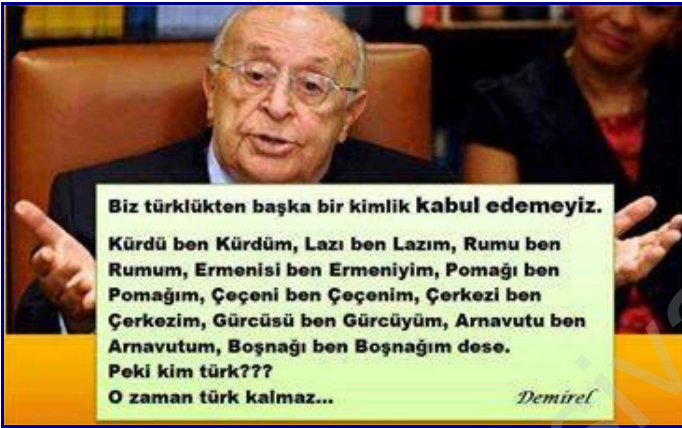 Biz türklükten başka bir kimlik kabul edemeyiz.
Kürdü ben Kürdüm, Lazı ben Lazım, Rumu ben
Rumum, Ermenisi ben Ermeniyim, Pomağı ben
Pomağım, Çeçeni ben Çeçenim, Çerkezi ben
Çerkezim, Gürcüsü ben Gürcüyüm, Arnavutu ben
Arnavutum, Boşnağı ben Boşnağım dese.
Peki kim türk???
O zaman türk kalmaz... Demirel